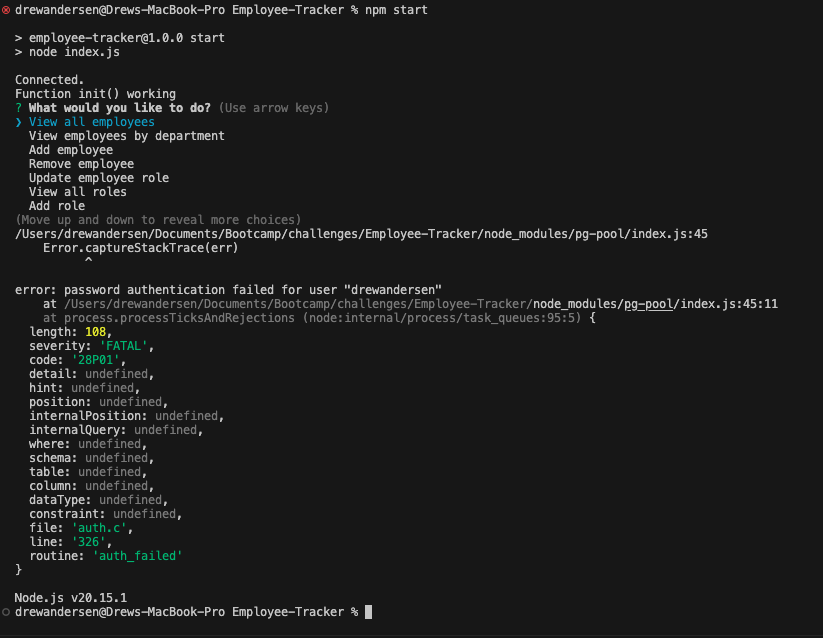 drewandersen@Drews-MacBook-Pro Employee-Tracker % npm start
> employee-tracker@1.0.0 start
> node index.js
Connected.
Function init() working
? What would you like to do? (Use arrow keys)
❯ View all employees
View employees by department
Add employee
Remove employee
Update employee role
View all roles
Add role
(Move up and down to reveal more choices)
/Users/drewandersen/Documents/Bootcamp/challenges/Employee-Tracker/node_modules/pg-pool/index.js:45
Error.captureStackTrace(err)
^
error: password authentication failed for user "drewandersen"
at /Users/drewandersen/Documents/Bootcamp/challenges/Employee-Tracker/node_modules/pg-pool/index.js:45:11
at process.processTicksAndRejections (node:internal/process/task_queues:95:5) {
length: 108,
severity: 'FATAL',
code: '28P01',
detail: undefined,
hint: undefined,
position: undefined,
internalPosition: undefined,
internalQuery: undefined,
where: undefined,
schema: undefined,
table: undefined,
column: undefined,
dataType: undefined,
constraint: undefined,
file: 'auth.c',
line: '326',
routine: 'auth_failed'
}
Node.js v20.15.1
drewandersen@Drews-MacBook-Pro Employee-Tracker %